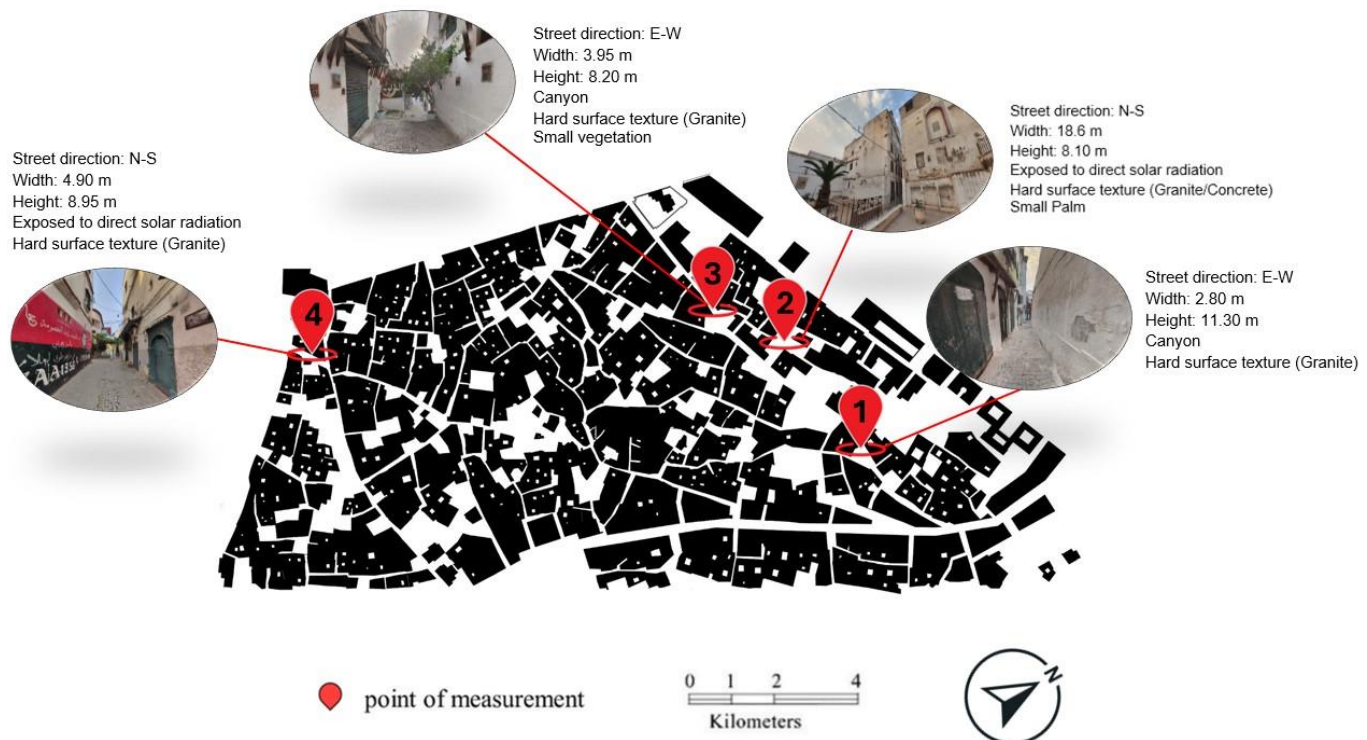 Street direction: E-W
Width: 3.95 m
Height: 8.20 m
Canyon
Hard surface texture (Granite)
Small vegetation
Street direction: N-S
Width: 18.6 m
Height: 8.10 m
Exposed to direct solar radiation
Hard surface texture (Granite/Concrete)
Small Palm
Street direction: N-S
Width: 4.90 m
Height: 8.95 m
Exposed to direct solar radiation
Hard surface texture (Granite)
Street direction: E-W
Width: 2.80 m
Height: 11.30 m
Canyon
Hard surface texture (Granite)
3
2
4
1
point of measurement
0 1 2 4
Kilometers
N